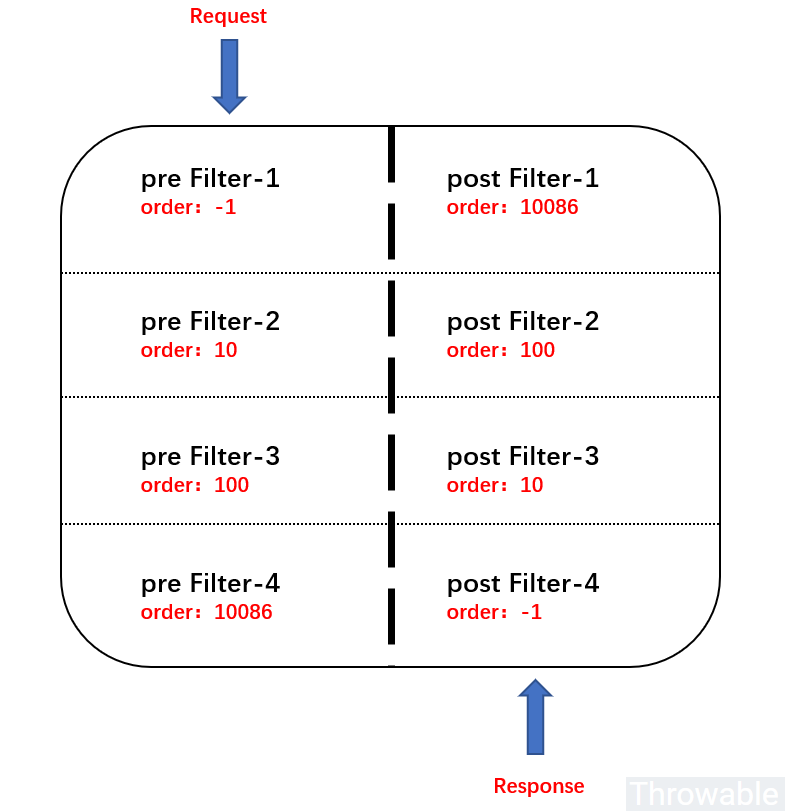 Request
pre Filter-1
order：-1
post Filter-1
order：10086
pre Filter-2
order：10
post Filter-2
order：100
pre Filter-3
order：100
post Filter-3
order：10
pre Filter-4
order：10086
post Filter-4
order：-1
Response
Throwable